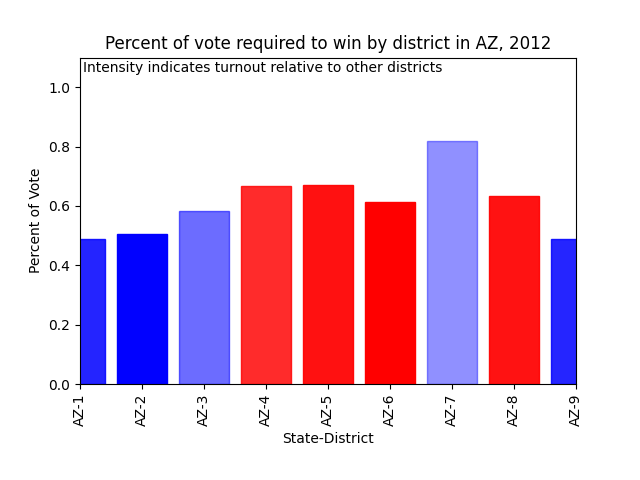 Percent of vote required to win by district in AZ, 2012
Intensity indicates turnout relative to other districts
1.0
0.8
0.6
0.4
0.2
0.0
Percent of Vote
AZ-1
AZ-2
AZ-3
AZ-4
AZ-5
AZ-6
AZ-7
AZ-8
AZ-9
State-District